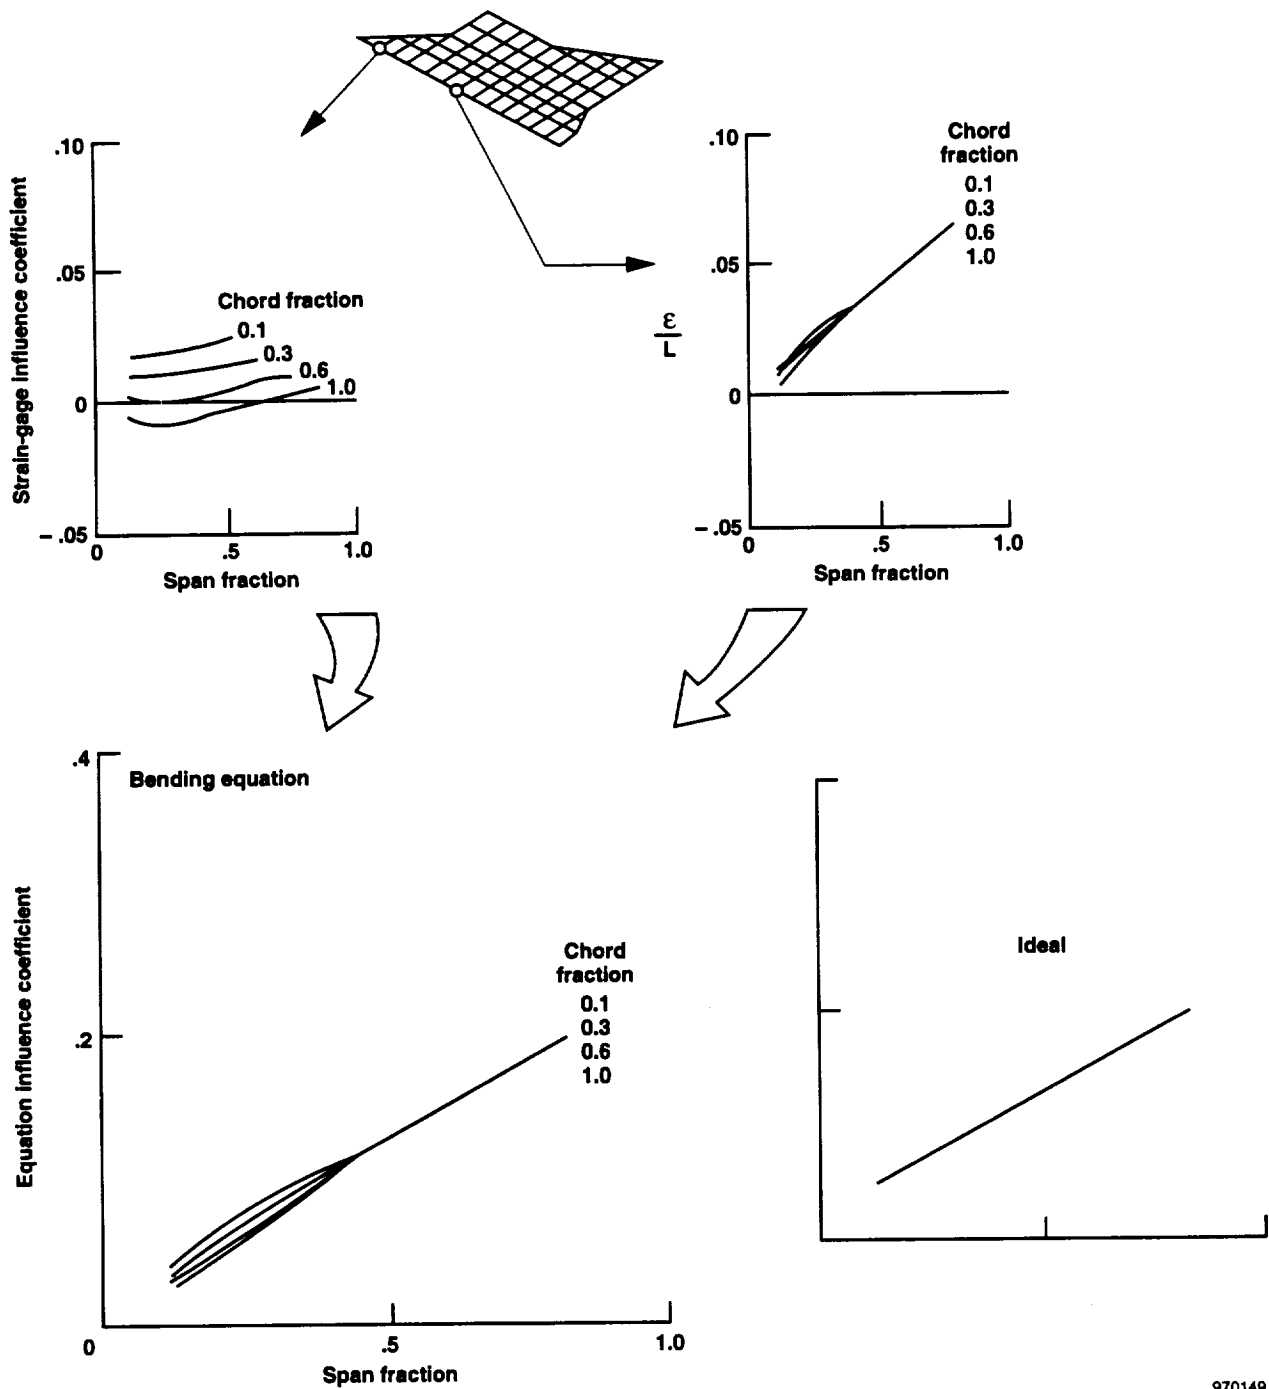 .10
.05
0
– .05
Strain-gage influence coefficient
Chord fraction
0.1
0.3
0.6
1.0
0
.5
1.0
Span fraction
.10
.05
0
– .05
ε
L
Chord
fraction
0.1
0.3
0.6
1.0
0
.5
1.0
Span fraction
.4
.2
0
Equation influence coefficient
Bending equation
Chord
fraction
0.1
0.3
0.6
1.0
.5
1.0
Span fraction
Ideal
970149